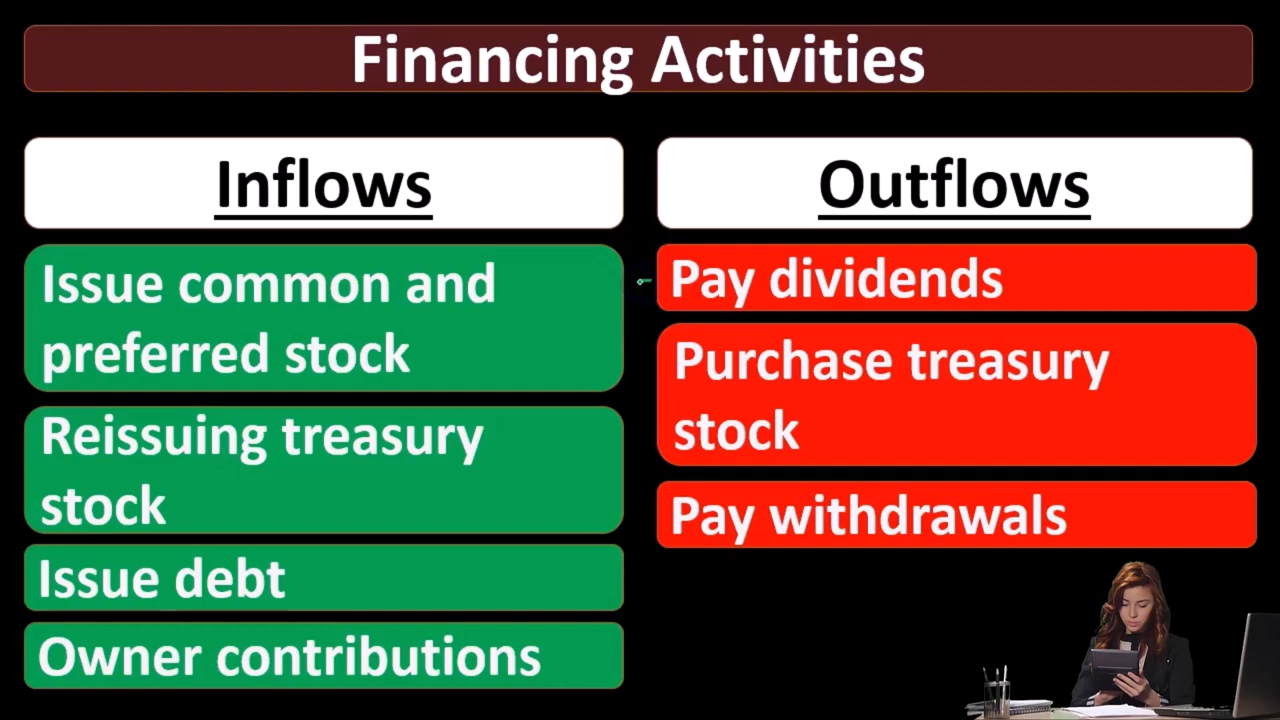 Financing Activities
Inflows
Issue common and
preferred stock
Reissuing treasury
stock
Issue debt
Owner contributions
Outflows
Pay dividends
Purchase treasury
stock
Pay withdrawals